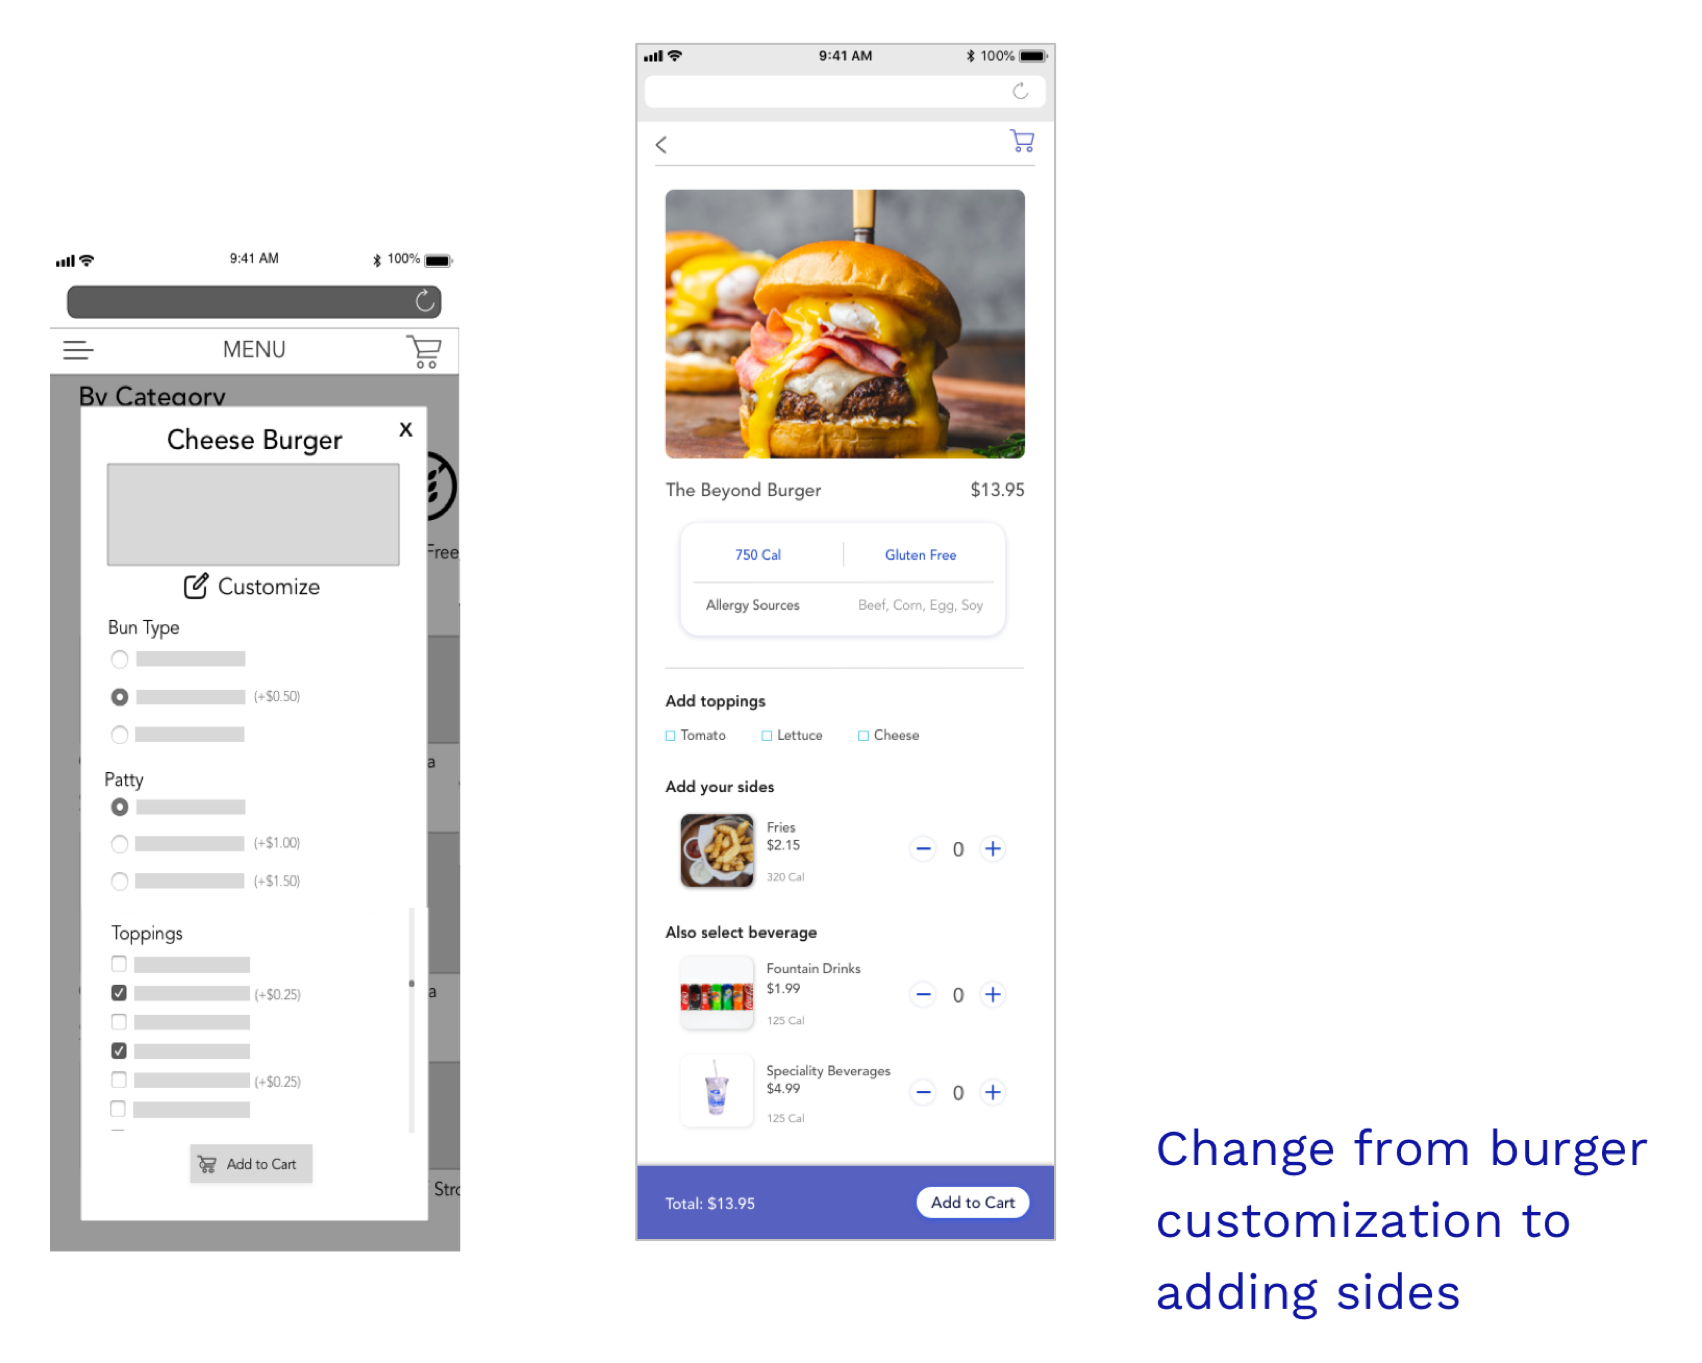 9:41 AM
100%
MENU
By Category
Cheese Burger
X
Free
Customize
Bun Type
(+$0.50)
Patty
a
(+$1.00)
(+$1.50)
Toppings
(+$0.25)
a
(+$0.25)
Add to Cart
9:41 AM
100%
The Beyond Burger
$13.95
750 Cal
Gluten Free
Allergy Sources
Beef, Corn, Egg, Soy
Add toppings
Tomato
Lettuce
Cheese
Add your sides
Fries
$2.15
320 Cal
0
Also select beverage
Fountain Drinks
$1.99
125 Cal
0
Speciality Beverages
$4.99
125 Cal
0
Total: $13.95
Add to Cart
Change from burger
customization to
adding sides